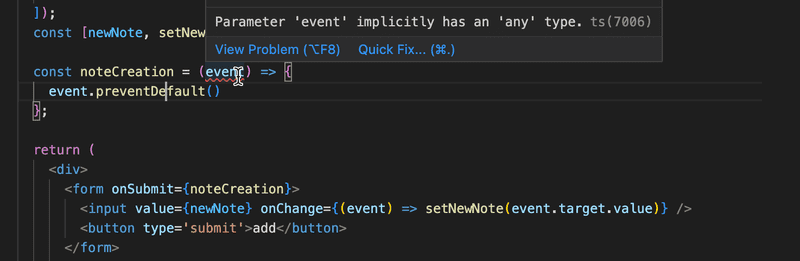 Parameter 'event' implicitly has an 'any' type. ts(7006)
View Problem (⌥F8) Quick Fix... (⌘.)
]);
const [newNote, setNew
const noteCreation = (event) => {
event.preventDefault()
};
return (
<div>
<form onSubmit={noteCreation}>
<input value={newNote} onChange={(event) => setNewNote(event.target.value)} />
<button type='submit'>add</button>
</form>